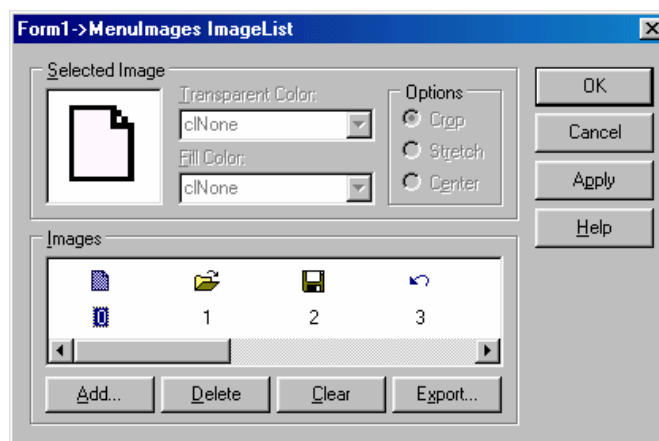 Form1->MenuImages ImageList
Selected Image
Transparent Color:
clNone
Fill Color:
clNone
Options
Crop
Stretch
Center
OK
Cancel
Apply
Help
Images
0 1 2 3
Add... Delete Clear Export...